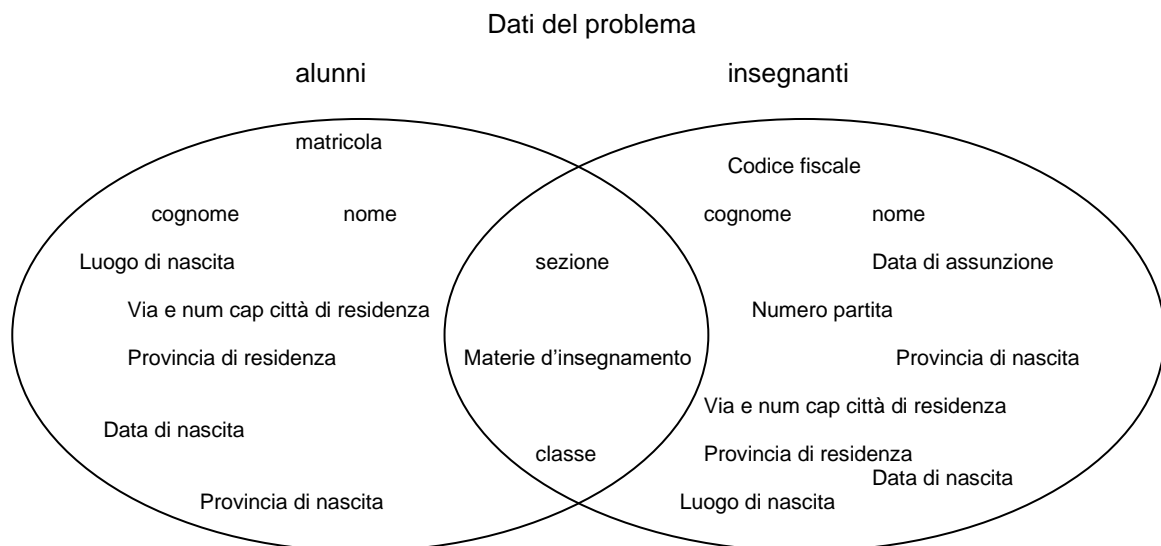 Dati del problema
alunni
insegnanti
matricola
Codice fiscale
cognome nome
cognome nome
Luogo di nascita
sezione
Data di assunzione
Via e num cap città di residenza
Numero partita
Provincia di residenza
Materie d’insegnamento
Provincia di nascita
Via e num cap città di residenza
Data di nascita
classe
Provincia di residenza
Data di nascita
Provincia di nascita
Luogo di nascita